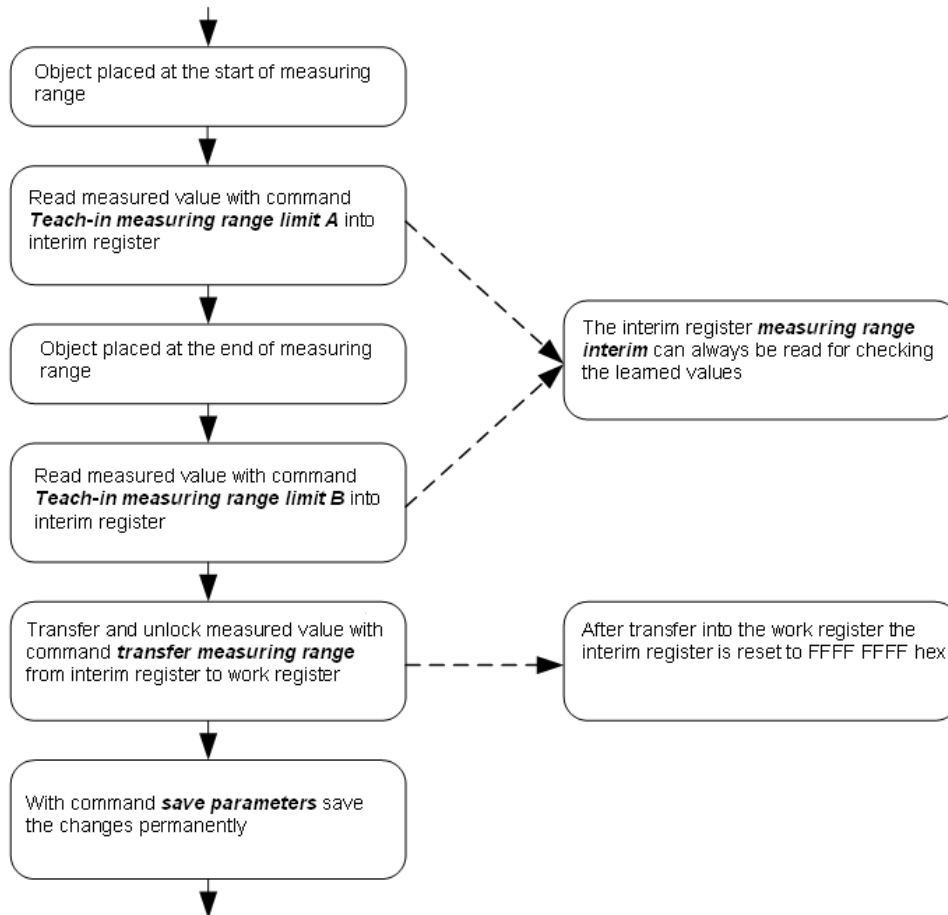 Object placed at the start of measuring
range
Read measured value with command
Teach-in measuring range limit A into
interim register
Object placed at the end of measuring
range
The interim register measuring range
interim can always be read for checking
the learned values
Read measured value with command
Teach-in measuring range limit B into
interim register
Transfer and unlock measured value with
command transfer measuring range
from interim register to work register
After transfer into the work register the
interim register is reset to FFFF FFFF hex
With command save parameters save
the changes permanently